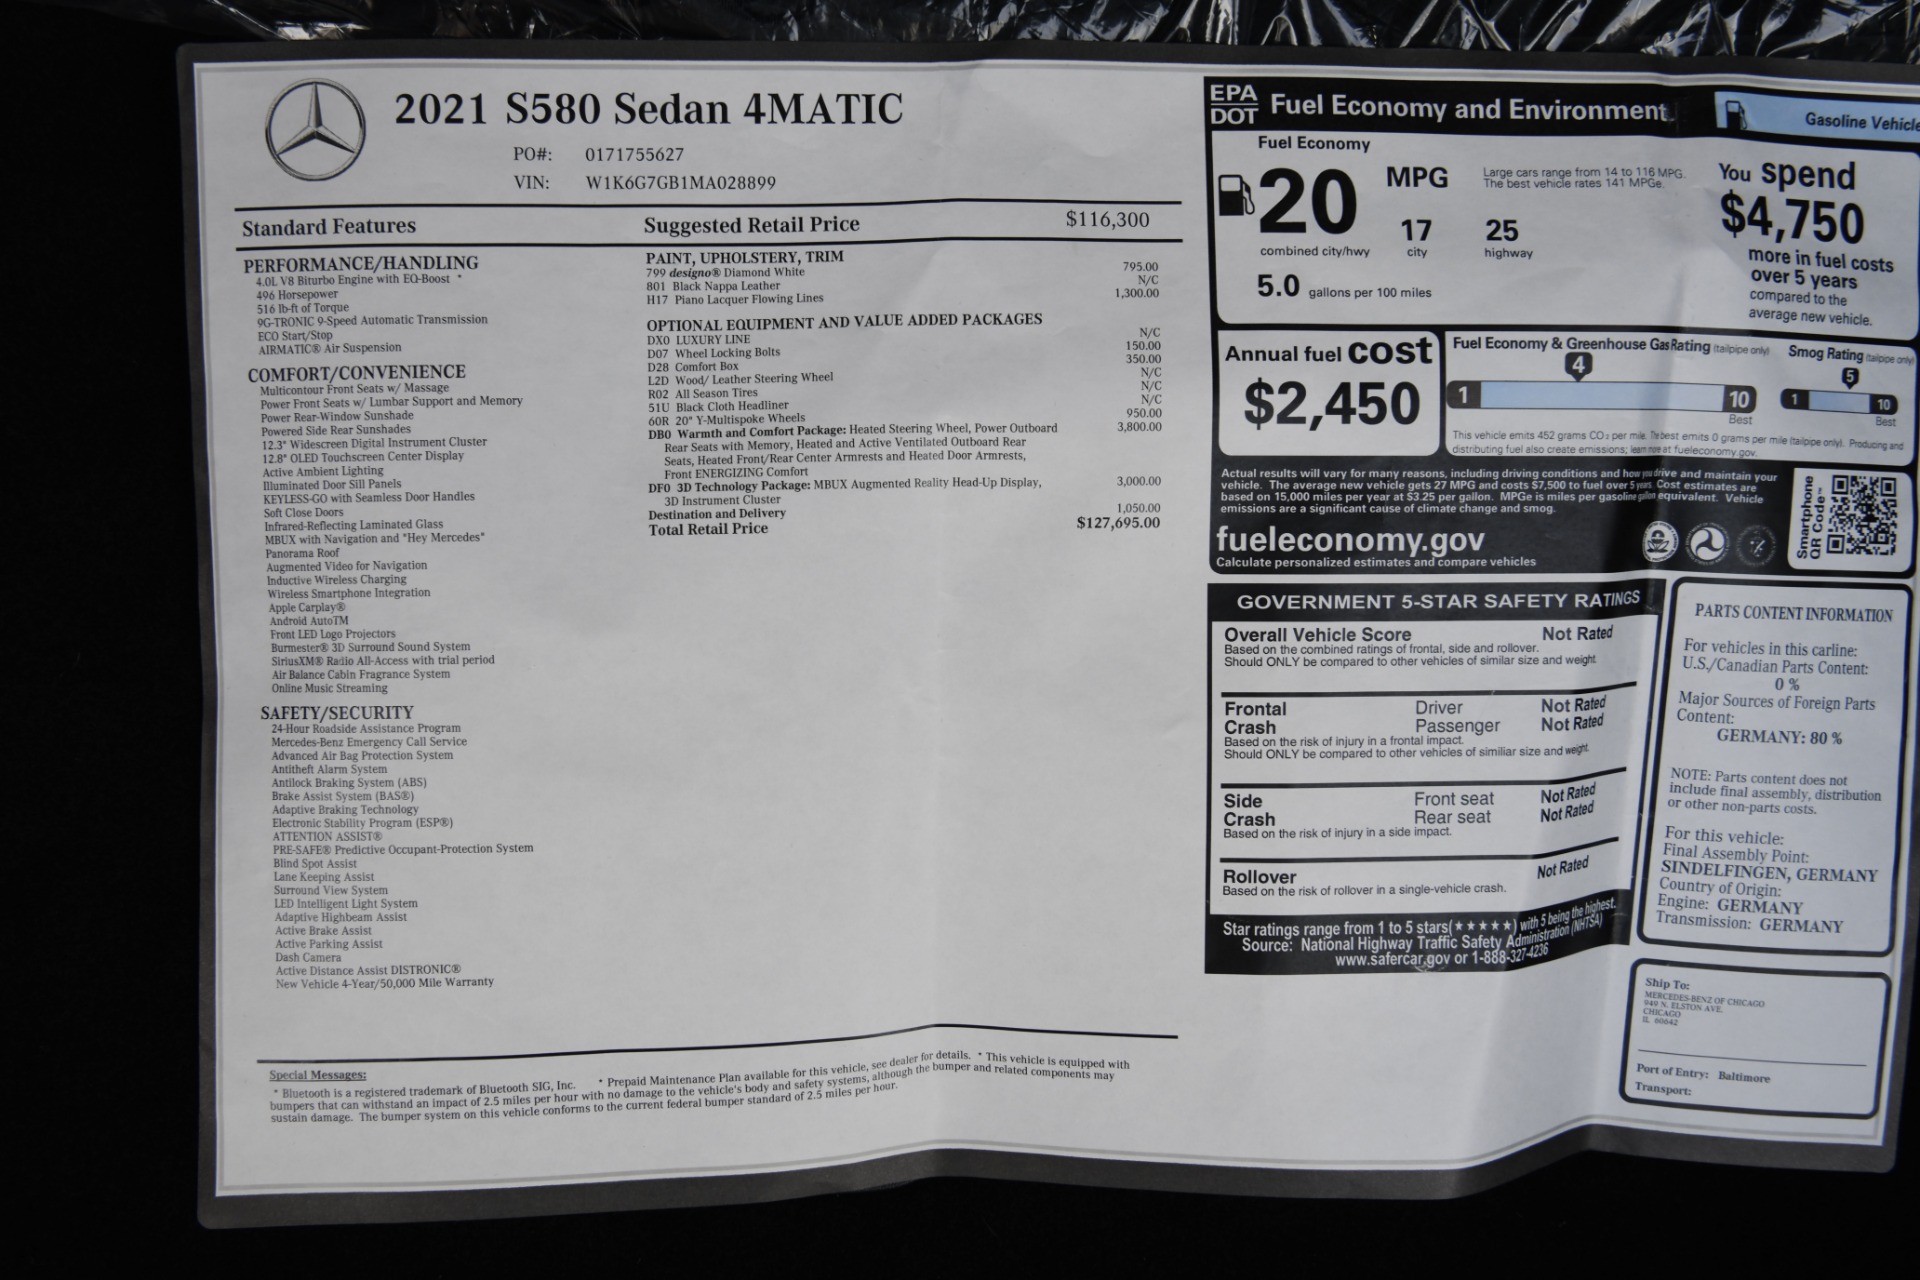 2021 S580 Sedan 4MATIC
PO#: 0171755627
VIN: W1K6G7GB1MA028899
Standard Features
PERFORMANCE/HANDLING
4.0L V8 Biturbo Engine with EQ-Boost *
496 Horsepower
516 lb-ft of Torque
9G-TRONIC 9-Speed Automatic Transmission
ECO Start/Stop
AIRMATIC® Air Suspension
COMFORT/CONVENIENCE
Multicontour Front Seats w/ Massage
Power Front Seats w/ Lumbar Support and Memory
Power Rear-Window Sunshade
Powered Side Rear Sunshades
12.3" Widescreen Digital Instrument Cluster
12.8" OLED Touchscreen Center Display
Active Ambient Lighting
Illuminated Door Sill Panels
KEYLESS-GO with Seamless Door Handles
Soft Close Doors
Infrared-Reflecting Laminated Glass
MBUX with Navigation and "Hey Mercedes"
Panorama Roof
Augmented Video for Navigation
Inductive Wireless Charging
Wireless Smartphone Integration
Apple Carplay®
Android AutoTM
Front LED Logo Projectors
Burmester® 3D Surround Sound System
SiriusXM® Radio All-Access with trial period
Air Balance Cabin Fragrance System
Online Music Streaming
SAFETY/SECURITY
24-Hour Roadside Assistance Program
Mercedes-Benz Emergency Call Service
Advanced Air Bag Protection System
Antitheft Alarm System
Antilock Braking System (ABS)
Brake Assist System (BAS®)
Adaptive Braking Technology
Electronic Stability Program (ESP®)
ATTENTION ASSIST®
PRE-SAFE® Predictive Occupant-Protection System
Blind Spot Assist
Lane Keeping Assist
Surround View System
LED Intelligent Light System
Adaptive Highbeam Assist
Active Brake Assist
Active Parking Assist
Dash Camera
Active Distance Assist DISTRONIC®
New Vehicle 4-Year/50,000 Mile Warranty
Suggested Retail Price $116,300
PAINT, UPHOLSTERY, TRIM
799 designo® Diamond White 795.00
801 Black Nappa Leather N/C
H17 Piano Lacquer Flowing Lines 1,300.00
OPTIONAL EQUIPMENT AND VALUE ADDED PACKAGES
DX0 LUXURY LINE N/C
D07 Wheel Locking Bolts 150.00
D28 Comfort Box 350.00
L2D Wood/ Leather Steering Wheel N/C
R02 All Season Tires N/C
51U Black Cloth Headliner N/C
60R 20" Y-Multispoke Wheels 950.00
DB0 Warmth and Comfort Package: Heated Steering Wheel, Power Outboard 3,800.00
Rear Seats with Memory, Heated and Active Ventilated Outboard Rear
Seats, Heated Front/Rear Center Armrests and Heated Door Armrests,
Front ENERGIZING Comfort
DF0 3D Technology Package: MBUX Augmented Reality Head-Up Display, 3,000.00
3D Instrument Cluster
Destination and Delivery 1,050.00
Total Retail Price $127,695.00
Special Messages:
* Bluetooth is a registered trademark of Bluetooth SIG, Inc. * Prepaid Maintenance Plan available for this vehicle, see dealer for details. * This vehicle is equipped with
bumpers that can withstand an impact of 2.5 miles per hour with no damage to the vehicle's body and safety systems, although the bumper and related components may
sustain damage. The bumper system on this vehicle conforms to the current federal bumper standard of 2.5 miles per hour.
EPA
DOT
Fuel Economy and Environment
Gasoline Vehicle
Fuel Economy
20 MPG
combined city/hwy
17 city
25 highway
5.0 gallons per 100 miles
Large cars range from 14 to 116 MPG.
The best vehicle rates 141 MPGe.
You spend
$4,750
more in fuel costs
over 5 years
compared to the
average new vehicle.
Annual fuel cost
$2,450
Fuel Economy & Greenhouse Gas Rating (tailpipe only)
4
1 10
Best
Smog Rating (tailpipe only)
5
1 10
Best
This vehicle emits 452 grams CO2 per mile. The best emits 0 grams per mile (tailpipe only). Producing and
distributing fuel also create emissions; learn more at fueleconomy.gov.
Actual results will vary for many reasons, including driving conditions and how you drive and maintain your
vehicle. The average new vehicle gets 27 MPG and costs $7,500 to fuel over 5 years. Cost estimates are
based on 15,000 miles per year at $3.25 per gallon. MPGe is miles per gasoline gallon equivalent. Vehicle
emissions are a significant cause of climate change and smog.
fueleconomy.gov
Calculate personalized estimates and compare vehicles
Smartphone
QR Code™
GOVERNMENT 5-STAR SAFETY RATINGS
Overall Vehicle Score Not Rated
Based on the combined ratings of frontal, side and rollover.
Should ONLY be compared to other vehicles of similar size and weight.
Frontal Driver Not Rated
Crash Passenger Not Rated
Based on the risk of injury in a frontal impact.
Should ONLY be compared to other vehicles of similiar size and weight.
Side Front seat Not Rated
Crash Rear seat Not Rated
Based on the risk of injury in a side impact.
Rollover Not Rated
Based on the risk of rollover in a single-vehicle crash.
Star ratings range from 1 to 5 stars(★★★★★) with 5 being the highest.
Source: National Highway Traffic Safety Administration (NHTSA)
www.safercar.gov or 1-888-327-4236
PARTS CONTENT INFORMATION
For vehicles in this carline:
U.S./Canadian Parts Content:
0 %
Major Sources of Foreign Parts
Content:
GERMANY: 80 %
NOTE: Parts content does not
include final assembly, distribution
or other non-parts costs.
For this vehicle:
Final Assembly Point:
SINDELFINGEN, GERMANY
Country of Origin:
Engine: GERMANY
Transmission: GERMANY
Ship To:
MERCEDES-BENZ OF CHICAGO
949 N. ELSTON AVE.
CHICAGO
IL 60642
Port of Entry: Baltimore
Transport: